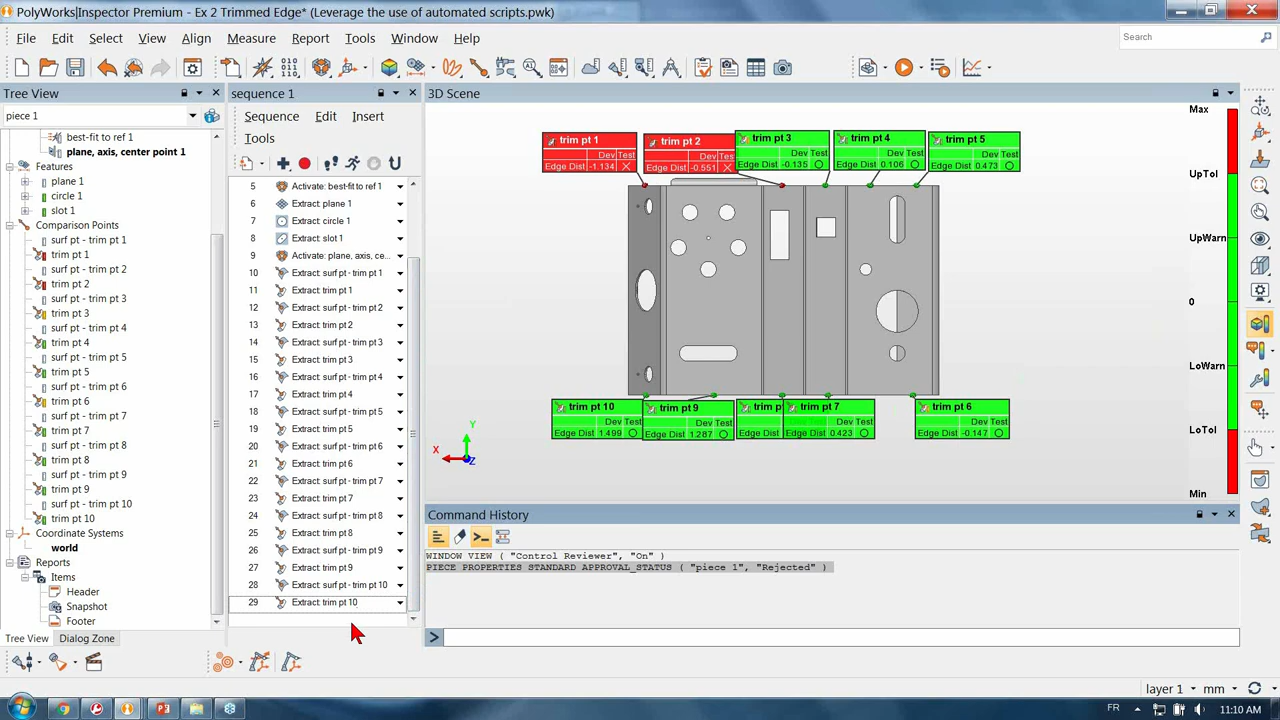 PolyWorks|Inspector Premium - Ex 2 Trimmed Edge* (Leverage the use of automated scripts.pwk)
File Edit Select View Align Measure Report Tools Window Help
Search
Tree View
piece 1
best-fit to ref 1
plane, axis, center point 1
Features
plane 1
circle 1
slot 1
Comparison Points
surf pt - trim pt 1
trim pt 1
surf pt - trim pt 2
trim pt 2
surf pt - trim pt 3
trim pt 3
surf pt - trim pt 4
trim pt 4
surf pt - trim pt 5
trim pt 5
surf pt - trim pt 6
trim pt 6
surf pt - trim pt 7
trim pt 7
surf pt - trim pt 8
trim pt 8
surf pt - trim pt 9
trim pt 9
surf pt - trim pt 10
trim pt 10
Coordinate Systems
world
Reports
Items
Header
Snapshot
Footer
Tree View Dialog Zone
sequence 1
Sequence Edit Insert
Tools
5 Activate: best-fit to ref 1
6 Extract: plane 1
7 Extract: circle 1
8 Extract: slot 1
9 Activate: plane, axis, ce...
10 Extract: surf pt - trim pt 1
11 Extract: trim pt 1
12 Extract: surf pt - trim pt 2
13 Extract: trim pt 2
14 Extract: surf pt - trim pt 3
15 Extract: trim pt 3
16 Extract: surf pt - trim pt 4
17 Extract: trim pt 4
18 Extract: surf pt - trim pt 5
19 Extract: trim pt 5
20 Extract: surf pt - trim pt 6
21 Extract: trim pt 6
22 Extract: surf pt - trim pt 7
23 Extract: trim pt 7
24 Extract: surf pt - trim pt 8
25 Extract: trim pt 8
26 Extract: surf pt - trim pt 9
27 Extract: trim pt 9
28 Extract: surf pt - trim pt 10
29 Extract: trim pt 10
3D Scene
trim pt 1
Dev Test
Edge Dist -1.134
trim pt 2
Dev Test
Edge Dist -0.551
trim pt 3
Dev Test
Edge Dist -0.135
trim pt 4
Dev Test
Edge Dist 0.106
trim pt 5
Dev Test
Edge Dist 0.473
trim pt 10
Dev Test
Edge Dist 1.499
trim pt 9
Dev Test
Edge Dist 1.287
trim p
Edge Dist
trim pt 7
Dev Test
Edge Dist 0.423
trim pt 6
Dev Test
Edge Dist -0.147
X Y Z
Max
UpTol
UpWarn
0
LoWarn
LoTol
Min
Command History
WINDOW VIEW ( "Control Reviewer", "On" )
PIECE PROPERTIES STANDARD APPROVAL_STATUS ( "piece 1", "Rejected" )
>
layer 1 mm
FR 11:10 AM